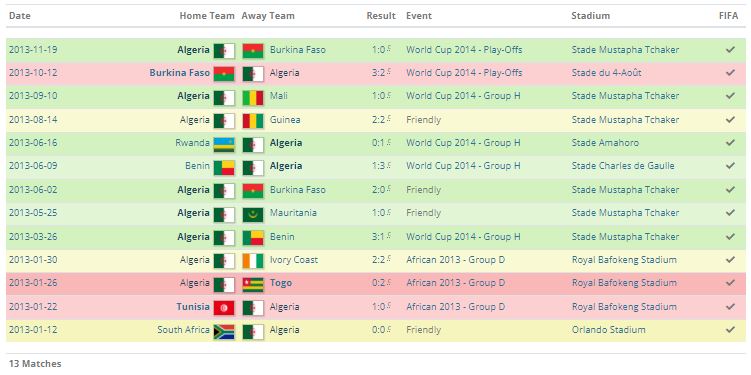 Date Home Team Away Team Result Event Stadium FIFA
2013-11-19 Algeria Burkina Faso 1:0 World Cup 2014 - Play-Offs Stade Mustapha Tchaker
2013-10-12 Burkina Faso Algeria 3:2 World Cup 2014 - Play-Offs Stade du 4-Août
2013-09-10 Algeria Mali 1:0 World Cup 2014 - Group H Stade Mustapha Tchaker
2013-08-14 Algeria Guinea 2:2 Friendly Stade Mustapha Tchaker
2013-06-16 Rwanda Algeria 0:1 World Cup 2014 - Group H Stade Amahoro
2013-06-09 Benin Algeria 1:3 World Cup 2014 - Group H Stade Charles de Gaulle
2013-06-02 Algeria Burkina Faso 2:0 Friendly Stade Mustapha Tchaker
2013-05-25 Algeria Mauritania 1:0 Friendly Stade Mustapha Tchaker
2013-03-26 Algeria Benin 3:1 World Cup 2014 - Group H Stade Mustapha Tchaker
2013-01-30 Algeria Ivory Coast 2:2 African 2013 - Group D Royal Bafokeng Stadium
2013-01-26 Algeria Togo 0:2 African 2013 - Group D Royal Bafokeng Stadium
2013-01-22 Tunisia Algeria 1:0 African 2013 - Group D Royal Bafokeng Stadium
2013-01-12 South Africa Algeria 0:0 Friendly Orlando Stadium
13 Matches